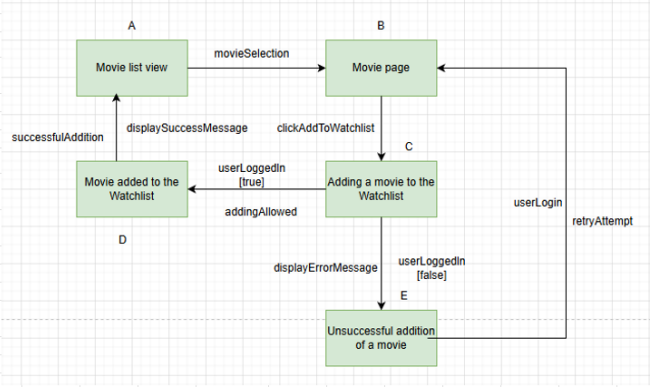 A
B
Movie list view
movieSelection
Movie page
successfulAddition
displaySuccessMessage
clickAddToWatchlist
C
Movie added to the
Watchlist
userLoggedIn
[true]
addingAllowed
Adding a movie to the
Watchlist
userLogin
retryAttempt
D
displayErrorMessage
userLoggedIn
[false]
E
Unsuccessful addition
of a movie